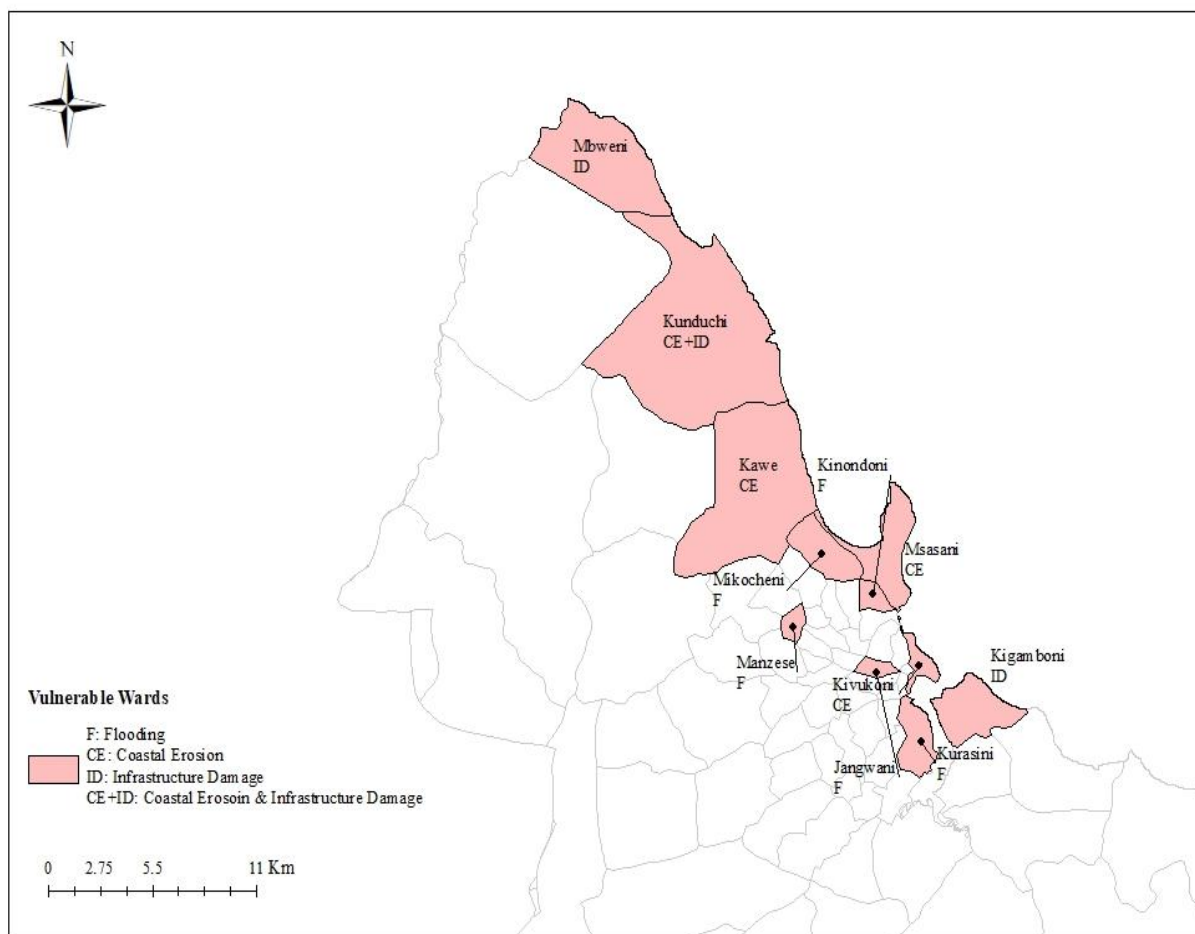 N
Mbweni
ID
Kunduchi
CE+ID
Kawe
CE
Kinondoni
F
Msasani
CE
Mikocheni
F
Manzese
F
Kigamboni
ID
Kivukoni
CE
Jangwani
F
Kurasini
F
Vulnerable Wards
F: Flooding
CE: Coastal Erosion
ID: Infrastructure Damage
CE+ID: Coastal Erosoin & Infrastructure Damage
0 2.75 5.5 11 Km